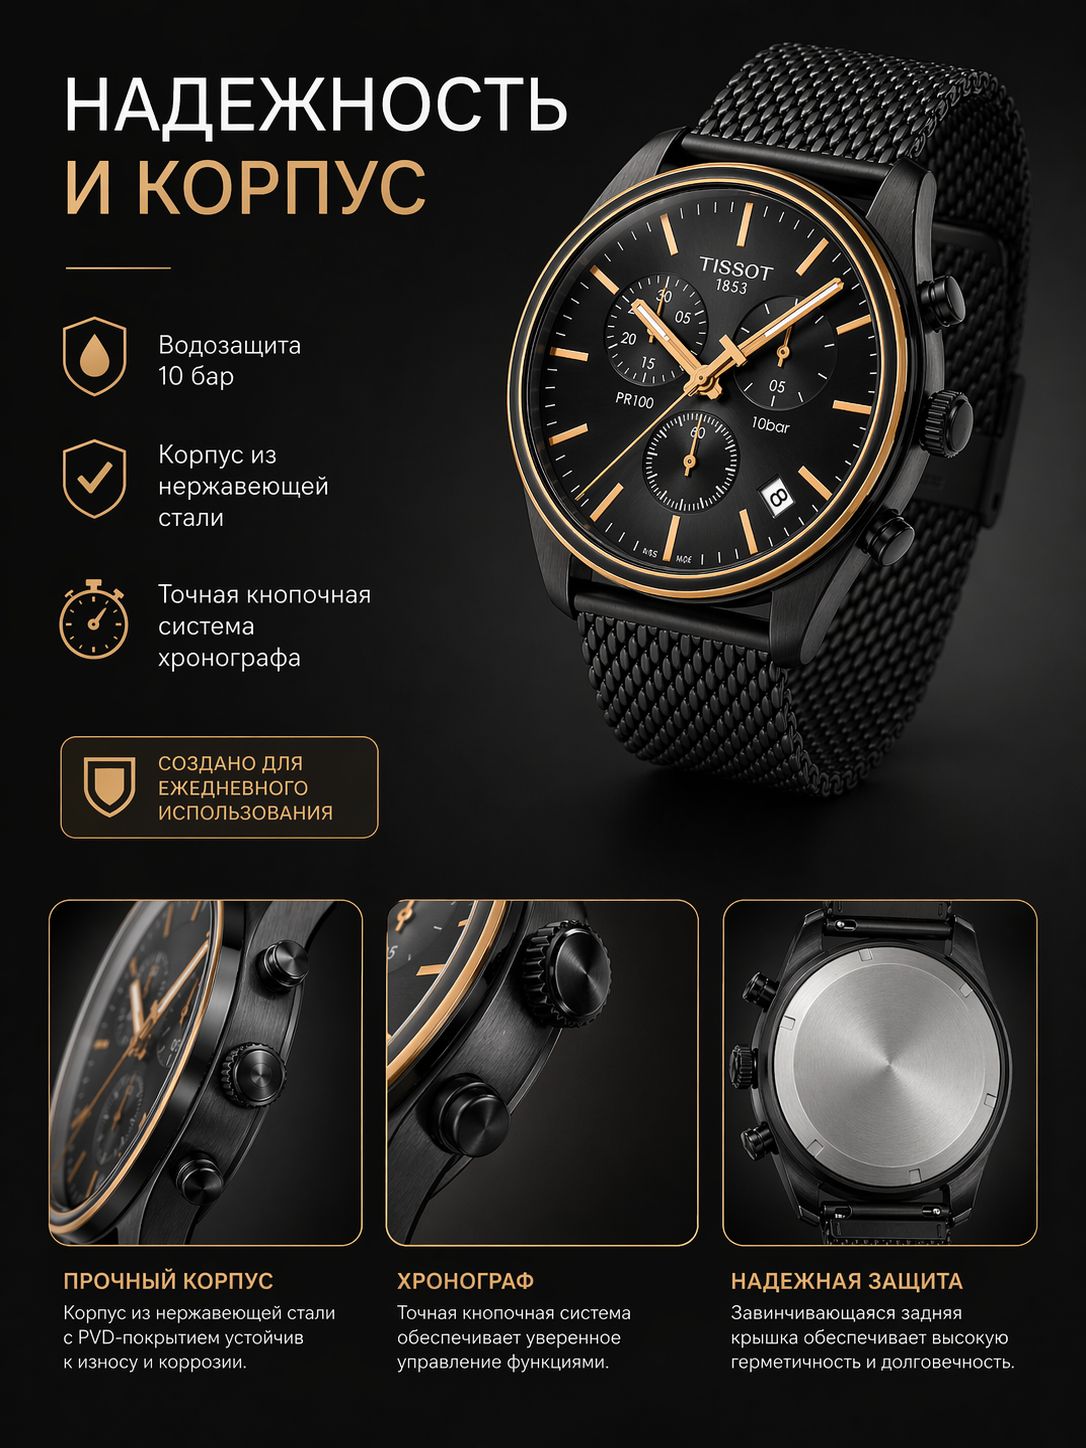 НАДЕЖНОСТЬ
И КОРПУС
Водозащита
10 бар
Корпус из
нержавеющей
стали
Точная кнопочная
система
хронографа
СОЗДАНО ДЛЯ
ЕЖЕДНЕВНОГО
ИСПОЛЬЗОВАНИЯ
TISSOT
1853
30
05
20
15
05
PR100
10bar
60
8
ПРОЧНЫЙ КОРПУС
Корпус из нержавеющей стали
с PVD-покрытием устойчив
к износу и коррозии.
ХРОНОГРАФ
Точная кнопочная система
обеспечивает уверенное
управление функциями.
НАДЕЖНАЯ ЗАЩИТА
Завинчивающаяся задняя
крышка обеспечивает высокую
герметичность и долговечность.